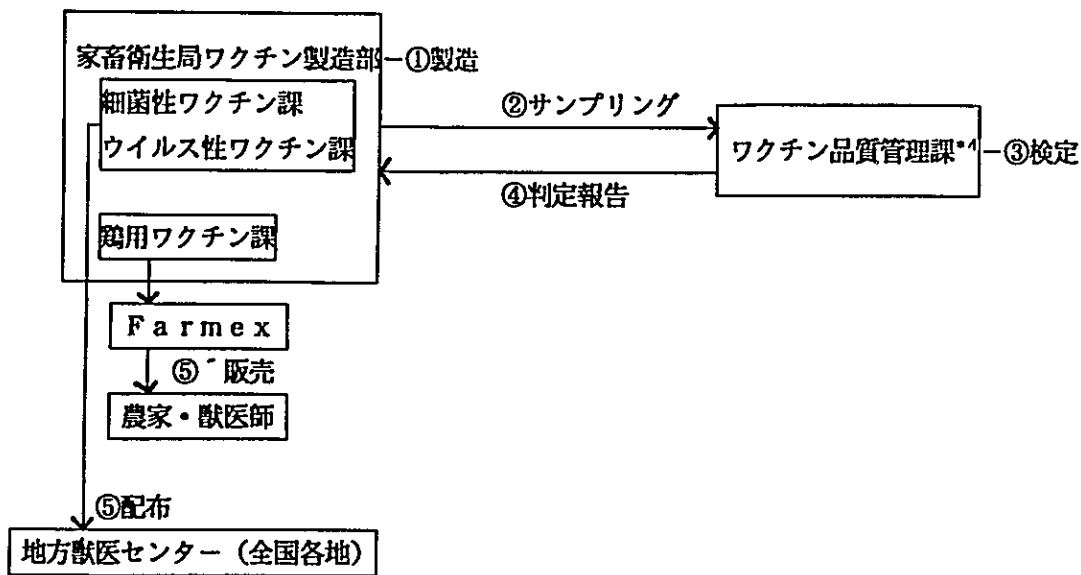 家畜衛生局ワクチン製造部－①製造
細菌性ワクチン課
ウイルス性ワクチン課
②サンプリング
ワクチン品質管理課*1－③検定
④判定報告
鶏用ワクチン課
Farmex
⑤´販売
農家・獣医師
⑤配布
地方獣医センター（全国各地）